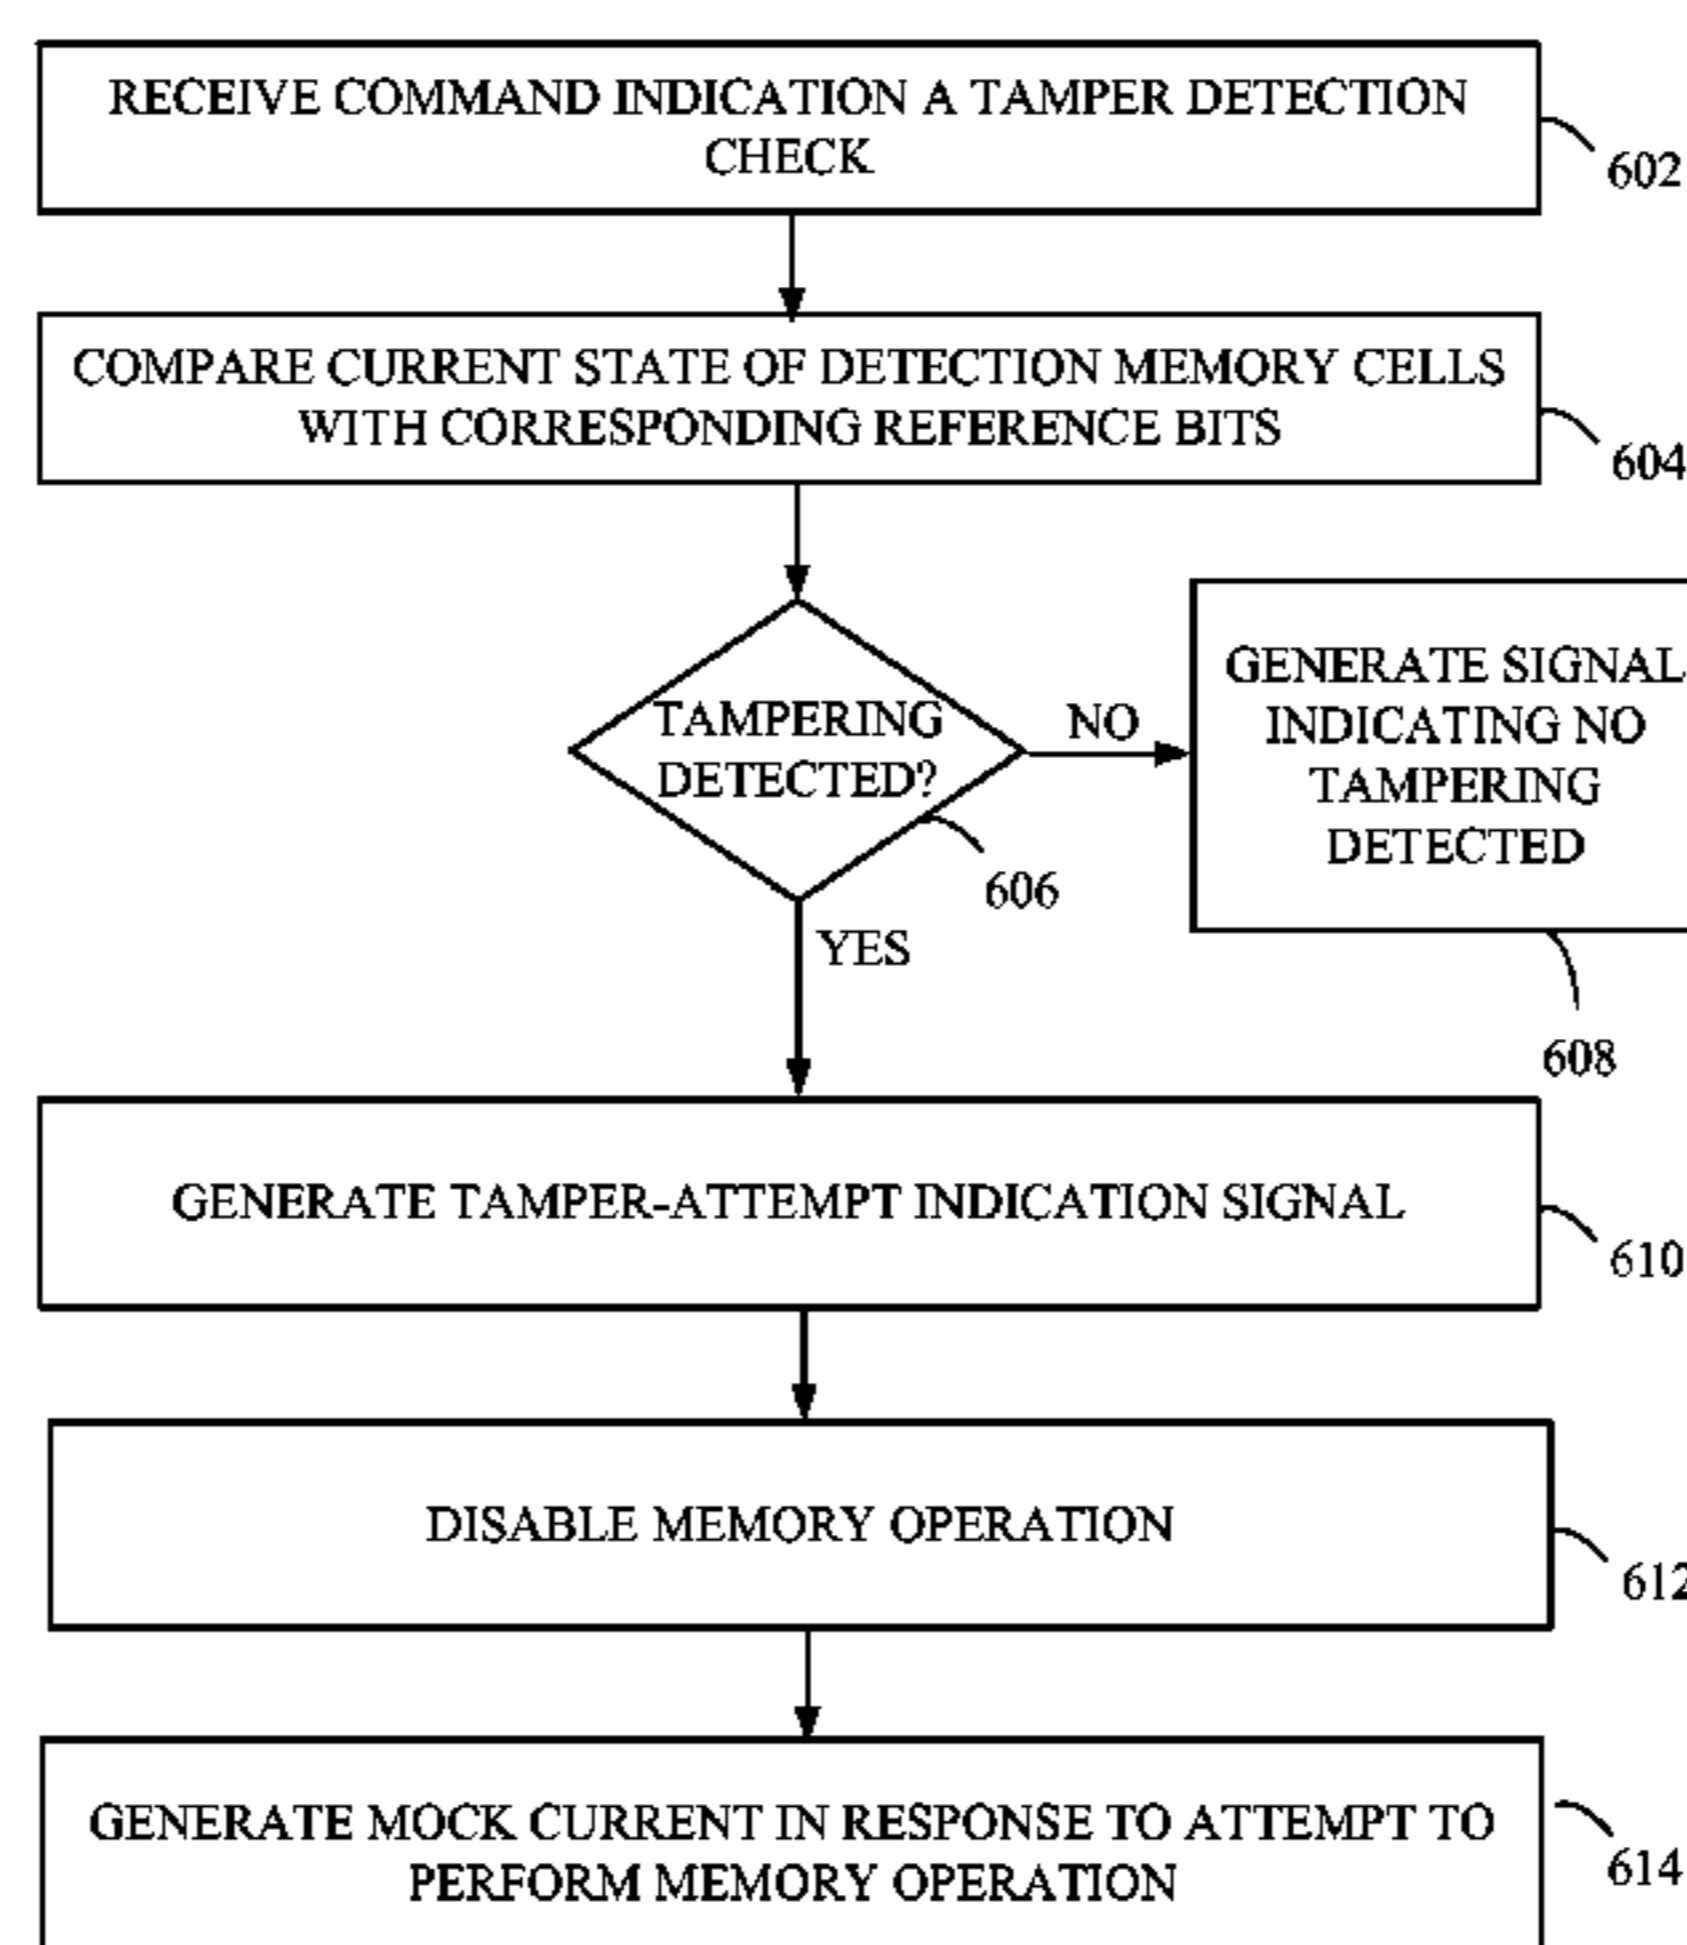 RECEIVE COMMAND INDICATION A TAMPER DETECTION
CHECK
602
COMPARE CURRENT STATE OF DETECTION MEMORY CELLS
WITH CORRESPONDING REFERENCE BITS
604
TAMPERING
DETECTED?
606
NO
GENERATE SIGNAL
INDICATING NO
TAMPERING
DETECTED
608
YES
GENERATE TAMPER-ATTEMPT INDICATION SIGNAL
610
DISABLE MEMORY OPERATION
612
GENERATE MOCK CURRENT IN RESPONSE TO ATTEMPT TO
PERFORM MEMORY OPERATION
614